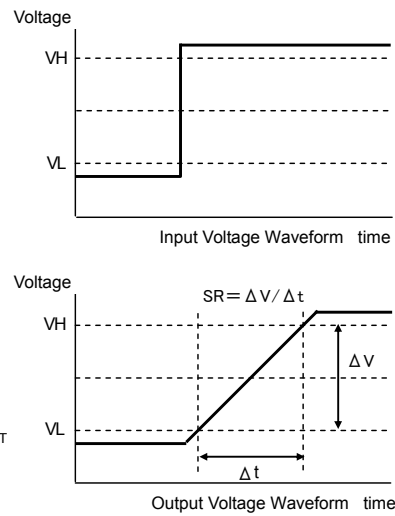 Voltage
VH
VL
Input Voltage Waveform time
Voltage
SR＝ΔV/Δt
VH
ΔV
VL
T
Δt
Output Voltage Waveform time